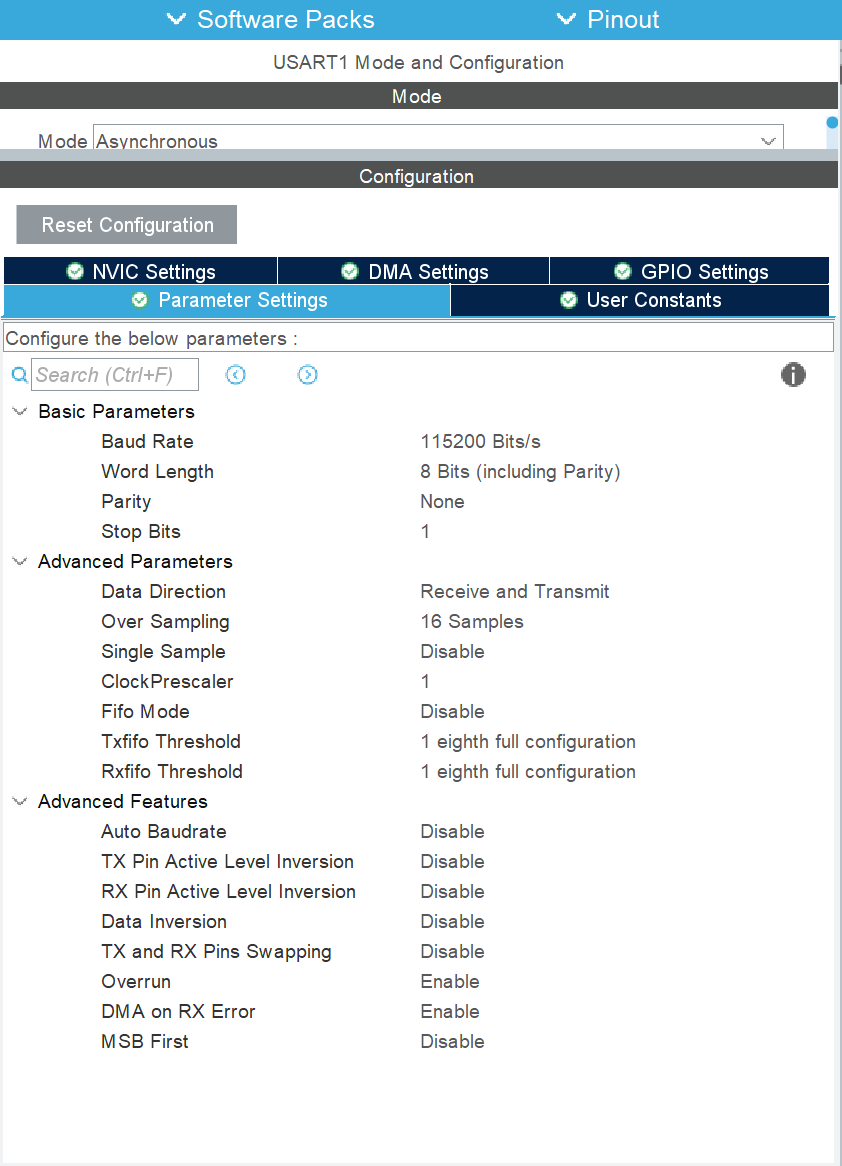 Software Packs Pinout
USART1 Mode and Configuration
Mode
Mode Asynchronous
Configuration
Reset Configuration
NVIC Settings DMA Settings GPIO Settings
Parameter Settings User Constants
Configure the below parameters :
Search (Ctrl+F)
Basic Parameters
Baud Rate 115200 Bits/s
Word Length 8 Bits (including Parity)
Parity None
Stop Bits 1
Advanced Parameters
Data Direction Receive and Transmit
Over Sampling 16 Samples
Single Sample Disable
ClockPrescaler 1
Fifo Mode Disable
Txfifo Threshold 1 eighth full configuration
Rxfifo Threshold 1 eighth full configuration
Advanced Features
Auto Baudrate Disable
TX Pin Active Level Inversion Disable
RX Pin Active Level Inversion Disable
Data Inversion Disable
TX and RX Pins Swapping Disable
Overrun Enable
DMA on RX Error Enable
MSB First Disable